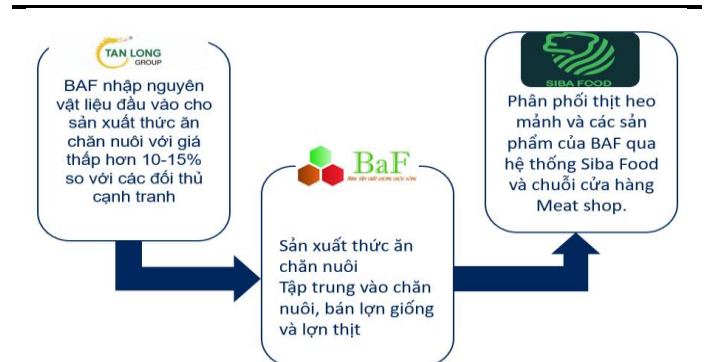 TAN LONG
GROUP
BAF nhập nguyên
vật liệu đầu vào cho
sản xuất thức ăn
chăn nuôi với giá
thấp hơn 10-15%
so với các đối thủ
cạnh tranh
BaF
Sản xuất thức ăn
chăn nuôi
Tập trung vào chăn
nuôi, bán lợn giống
và lợn thịt
SIBA FOOD
Phân phối thịt heo
mảnh và các sản
phẩm của BAF qua
hệ thống Siba Food
và chuỗi cửa hàng
Meat shop.